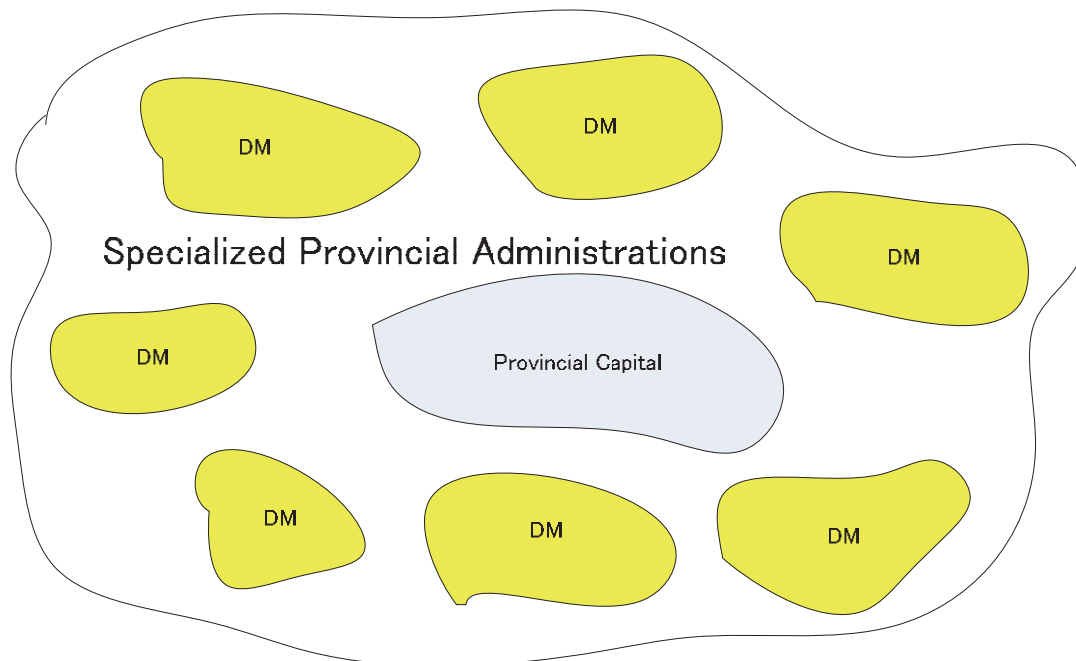 DM
DM
Specialized Provincial Administrations
DM
DM
Provincial Capital
DM
DM
DM